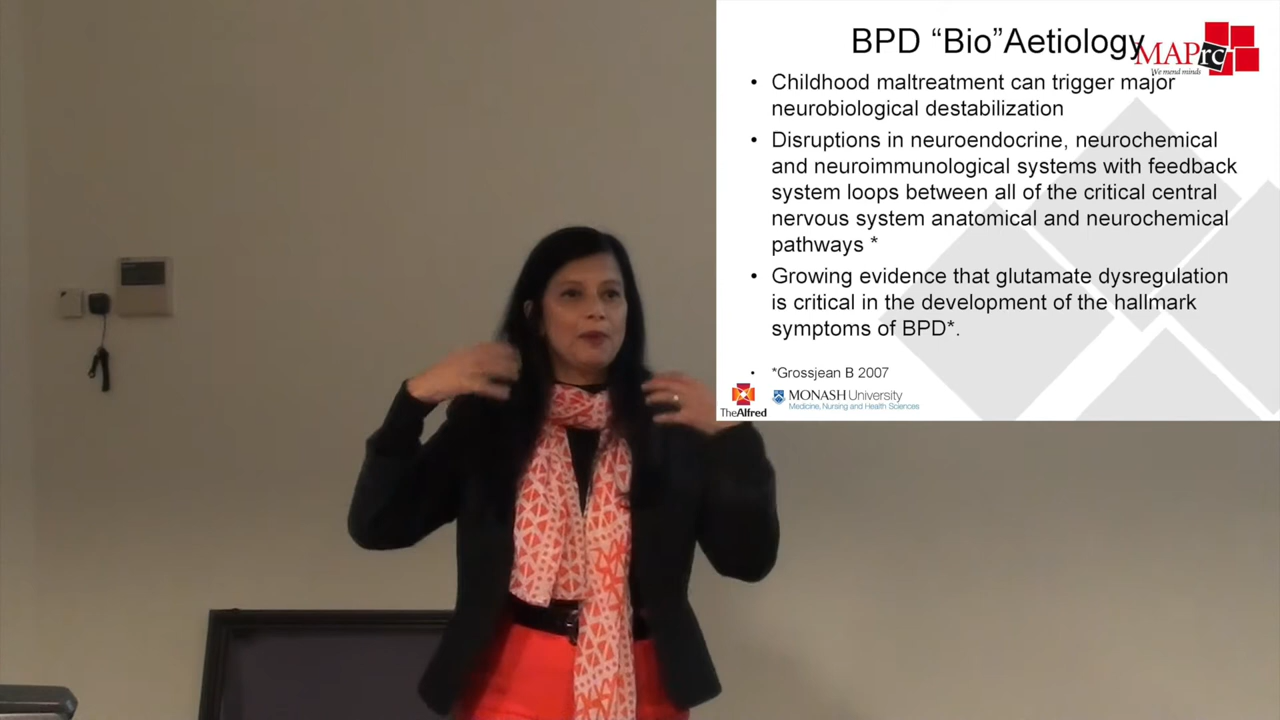 BPD “Bio”Aetiology
MAPrc
We mend minds
• Childhood maltreatment can trigger major
neurobiological destabilization
• Disruptions in neuroendocrine, neurochemical
and neuroimmunological systems with feedback
system loops between all of the critical central
nervous system anatomical and neurochemical
pathways *
• Growing evidence that glutamate dysregulation
is critical in the development of the hallmark
symptoms of BPD*.
• *Grossjean B 2007
TheAlfred
MONASH University
Medicine, Nursing and Health Sciences